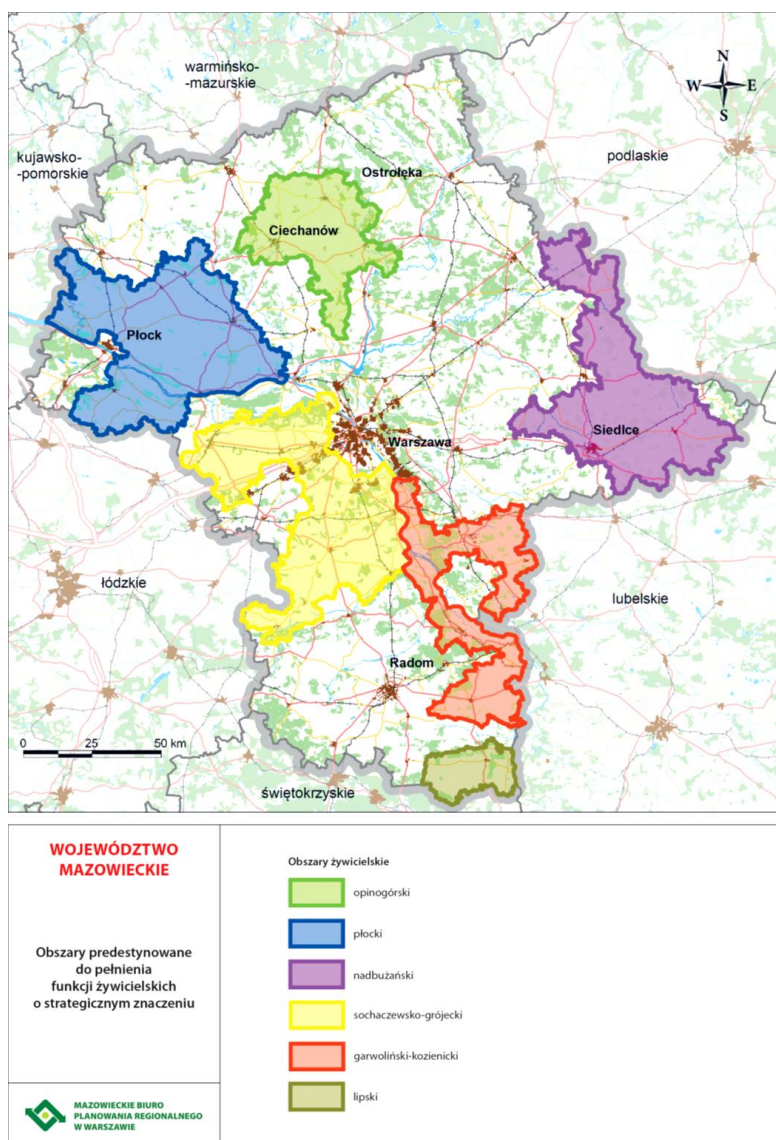 warmińsko-
-mazurskie
N
W E
S
kujawsko-
-pomorskie
podlaskie
Ostrołęka
Ciechanów
Płock
Warszawa
Siedlce
łódzkie
lubelskie
Radom
0 25 50 km
świętokrzyskie
WOJEWÓDZTWO
MAZOWIECKIE
Obszary predestynowane
do pełnienia
funkcji żywicielskich
o strategicznym znaczeniu
MAZOWIECKIE BIURO
PLANOWANIA REGIONALNEGO
W WARSZAWIE
Obszary żywicielskie
opinogórski
płocki
nadbużański
sochaczewsko-grójecki
garwoliński-kozienicki
lipski